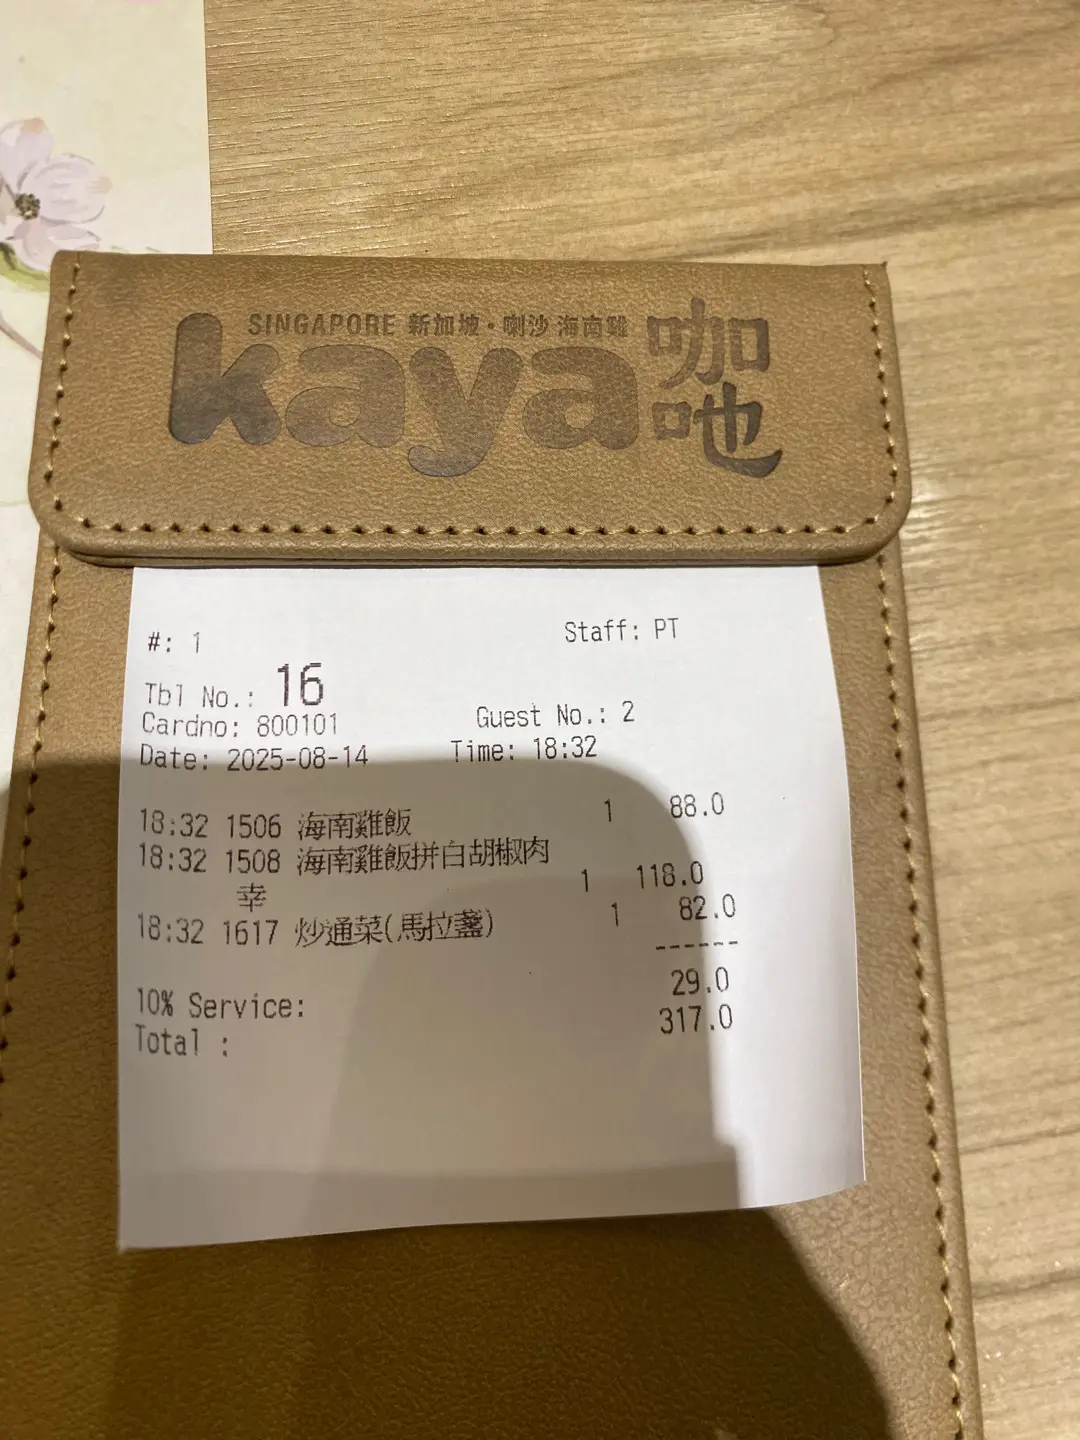 SINGAPORE 新加坡・喇沙 海南雞
kaya 咖吔
#: 1 Staff: PT
Tbl No.: 16
Cardno: 800101 Guest No.: 2
Date: 2025-08-14 Time: 18:32
18:32 1506 海南雞飯 1 88.0
18:32 1508 海南雞飯拼白胡椒肉
幸 1 118.0
18:32 1617 炒通菜(馬拉盞) 1 82.0
------
10% Service: 29.0
Total : 317.0